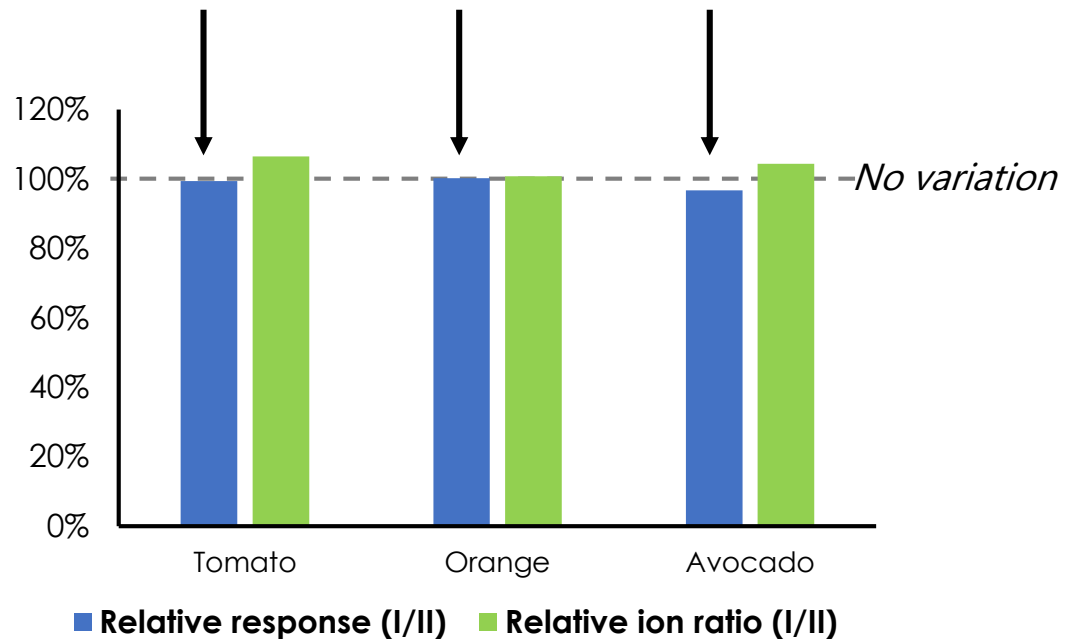 120%
100%
No variation
80%
60%
40%
20%
0%
Tomato Orange Avocado
Relative response (I/II) Relative ion ratio (I/II)